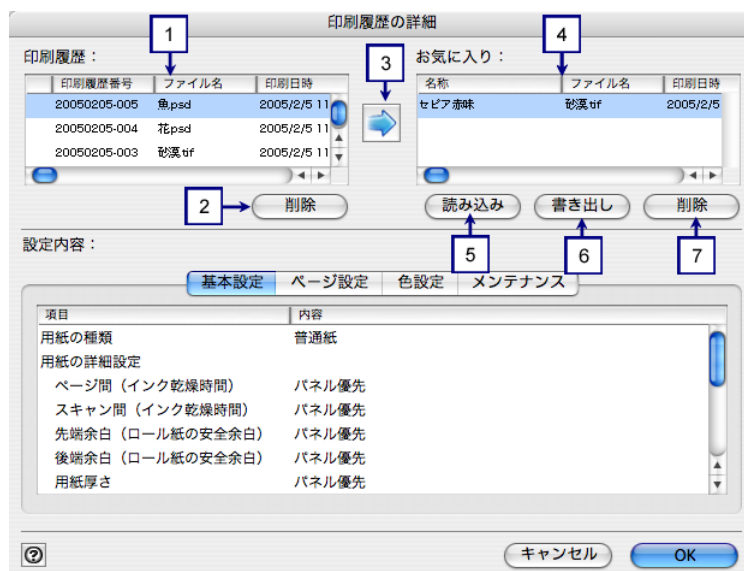 印刷履歴の詳細
1
4
印刷履歴：
3
お気に入り：
印刷履歴番号 ファイル名 印刷日時
名称 ファイル名 印刷日時
20050205-005 魚.psd 2005/2/5 11
セピア赤味 砂漠.tif 2005/2/5
20050205-004 花.psd 2005/2/5 11
20050205-003 砂漠.tif 2005/2/5 11
2
削除
読み込み 書き出し 削除
5
6
7
設定内容：
基本設定 ページ設定 色設定 メンテナンス
項目 内容
用紙の種類 普通紙
用紙の詳細設定
ページ間（インク乾燥時間） パネル優先
スキャン間（インク乾燥時間） パネル優先
先端余白（ロール紙の安全余白） パネル優先
後端余白（ロール紙の安全余白） パネル優先
用紙厚さ パネル優先
? キャンセル OK